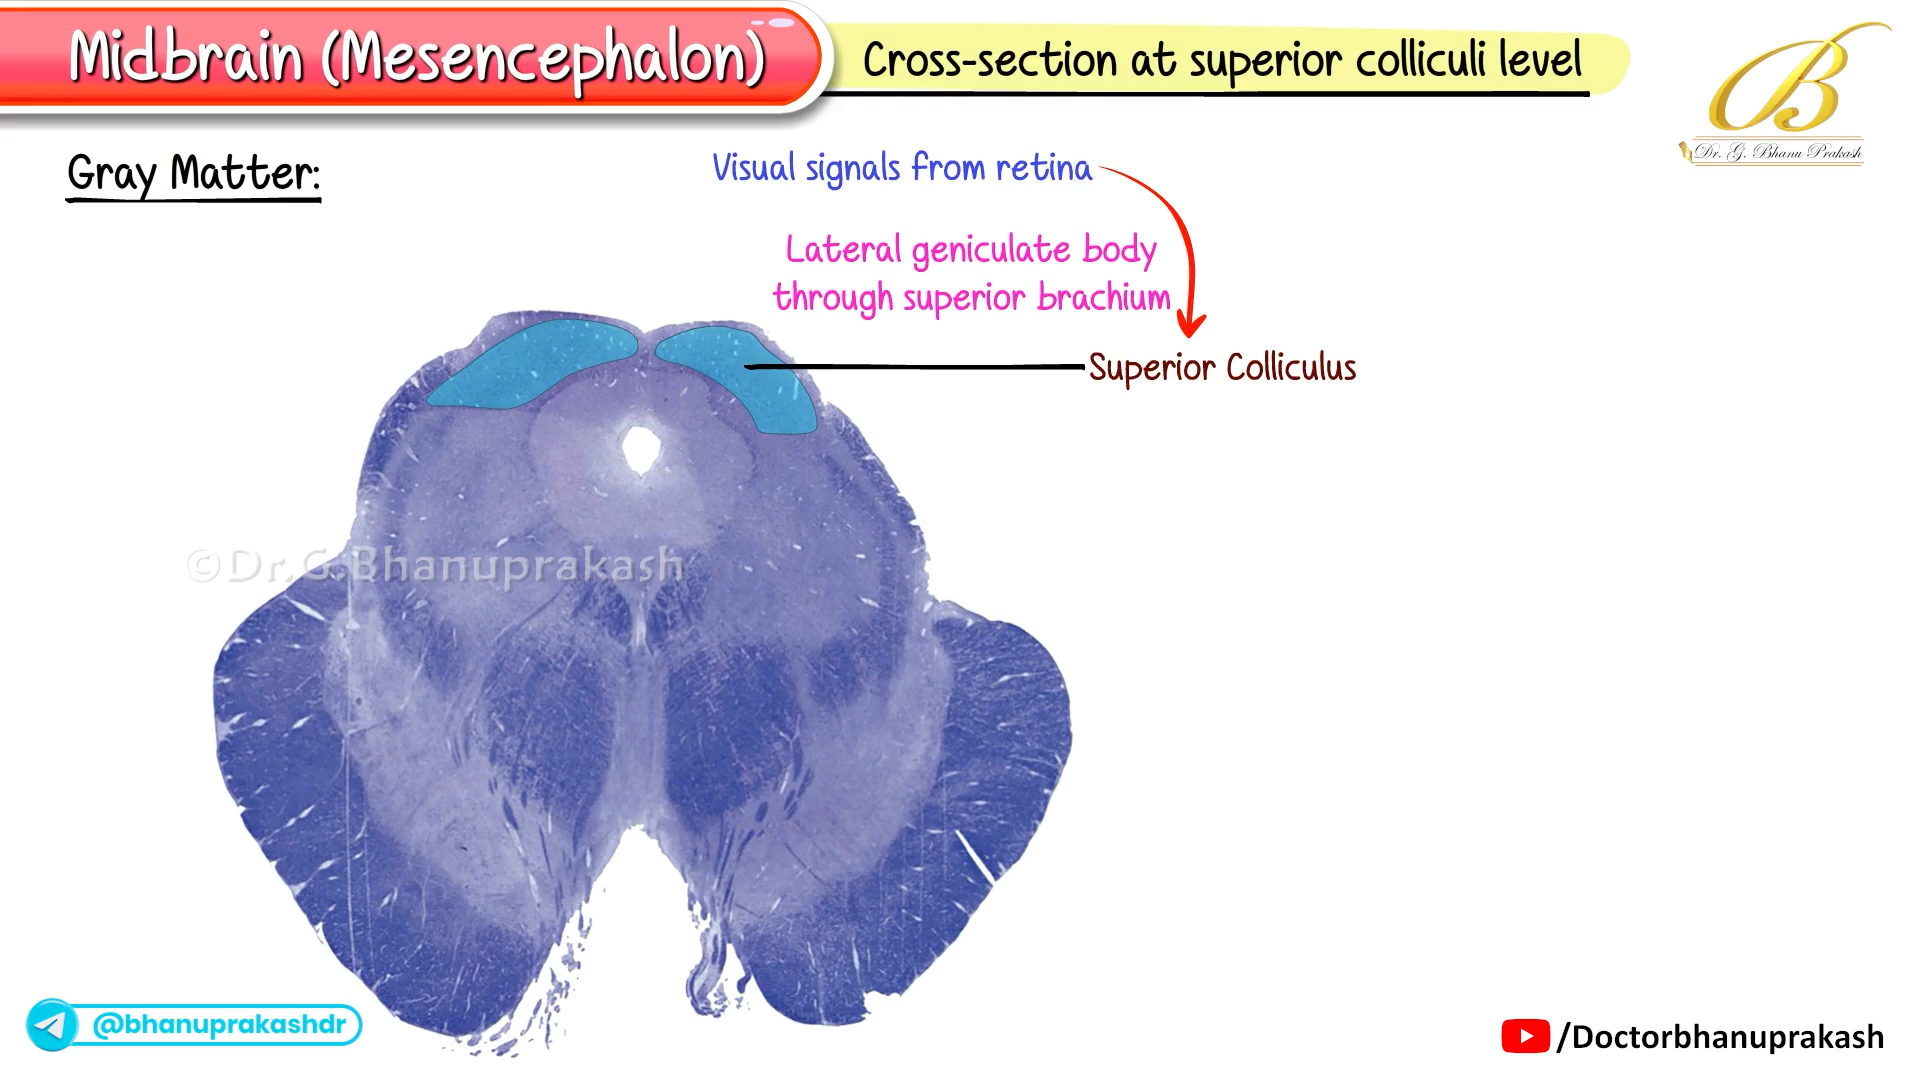 Midbrain (Mesencephalon)
Cross-section at superior colliculi level
B
Dr. G. Bhanu Prakash
Gray Matter:
Visual signals from retina
Lateral geniculate body
through superior brachium
Superior Colliculus
©Dr.G.Bhanuprakash
@bhanuprakashdr
/Doctorbhanuprakash